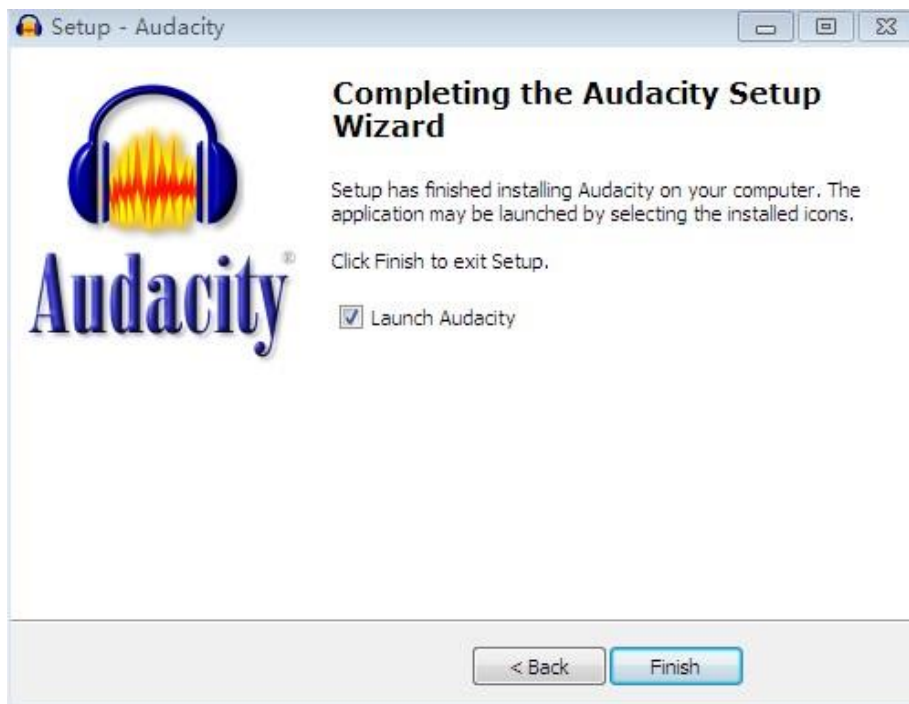 Setup - Audacity
Completing the Audacity Setup
Wizard
Setup has finished installing Audacity on your computer. The
application may be launched by selecting the installed icons.
Click Finish to exit Setup.
Launch Audacity
Audacity®
< Back
Finish